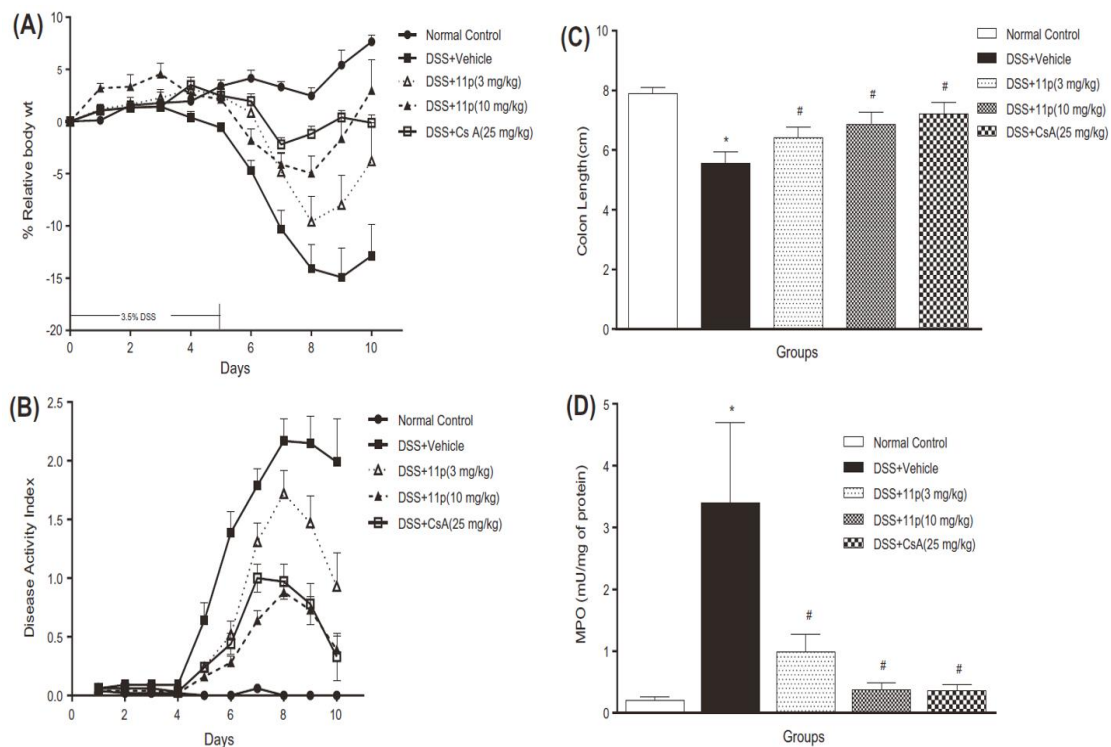 (A)
10
5
0
-5
-10
-15
-20
% Relative body wt
3.5% DSS
0 2 4 6 8 10
Days
Normal Control
DSS+Vehicle
DSS+11p(3 mg/kg)
DSS+11p(10 mg/kg)
DSS+Cs A(25 mg/kg)
(B)
2.5
2.0
1.5
1.0
0.5
0.0
Disease Activity Index
0 2 4 6 8 10
Days
Normal Control
DSS+Vehicle
DSS+11p(3 mg/kg)
DSS+11p(10 mg/kg)
DSS+CsA(25 mg/kg)
(C)
10
8
6
4
2
0
Colon Length(cm)
* # # #
Groups
Normal Control
DSS+Vehicle
DSS+11p(3 mg/kg)
DSS+11p(10 mg/kg)
DSS+CsA(25 mg/kg)
(D)
5
4
3
2
1
0
MPO (mU/mg of protein)
* # # #
Groups
Normal Control
DSS+Vehicle
DSS+11p(3 mg/kg)
DSS+11p(10 mg/kg)
DSS+CsA(25 mg/kg)